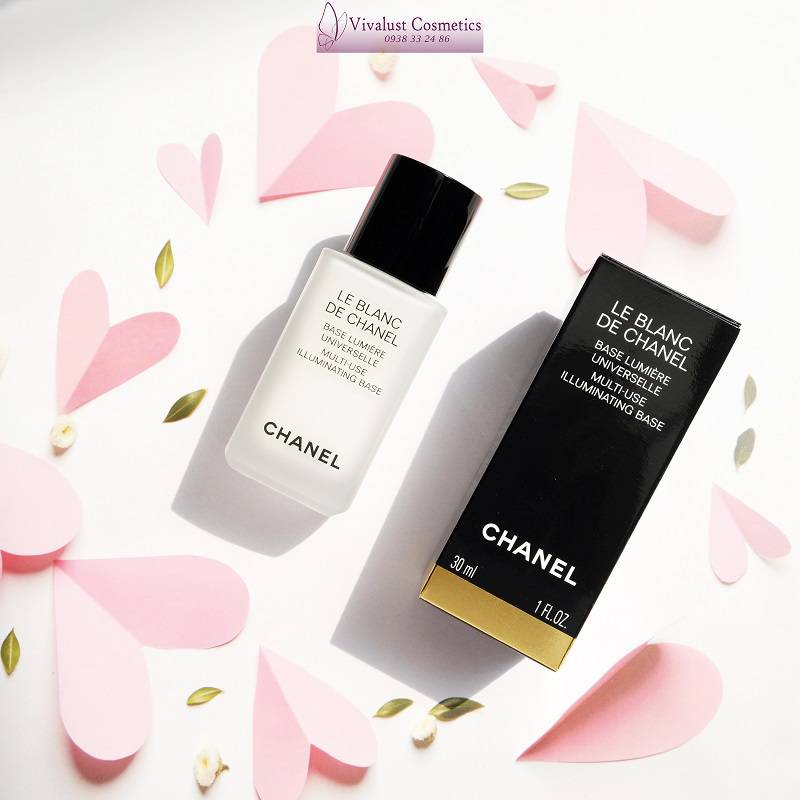 Vivalust Cosmetics
0938 33 24 86
LE BLANC
DE CHANEL
BASE LUMIÈRE
UNIVERSELLE
MULTI-USE
ILLUMINATING BASE
CHANEL
LE BLANC
DE CHANEL
BASE LUMIÈRE
UNIVERSELLE
MULTI-USE
ILLUMINATING BASE
CHANEL
30 ml
1 FL.OZ.